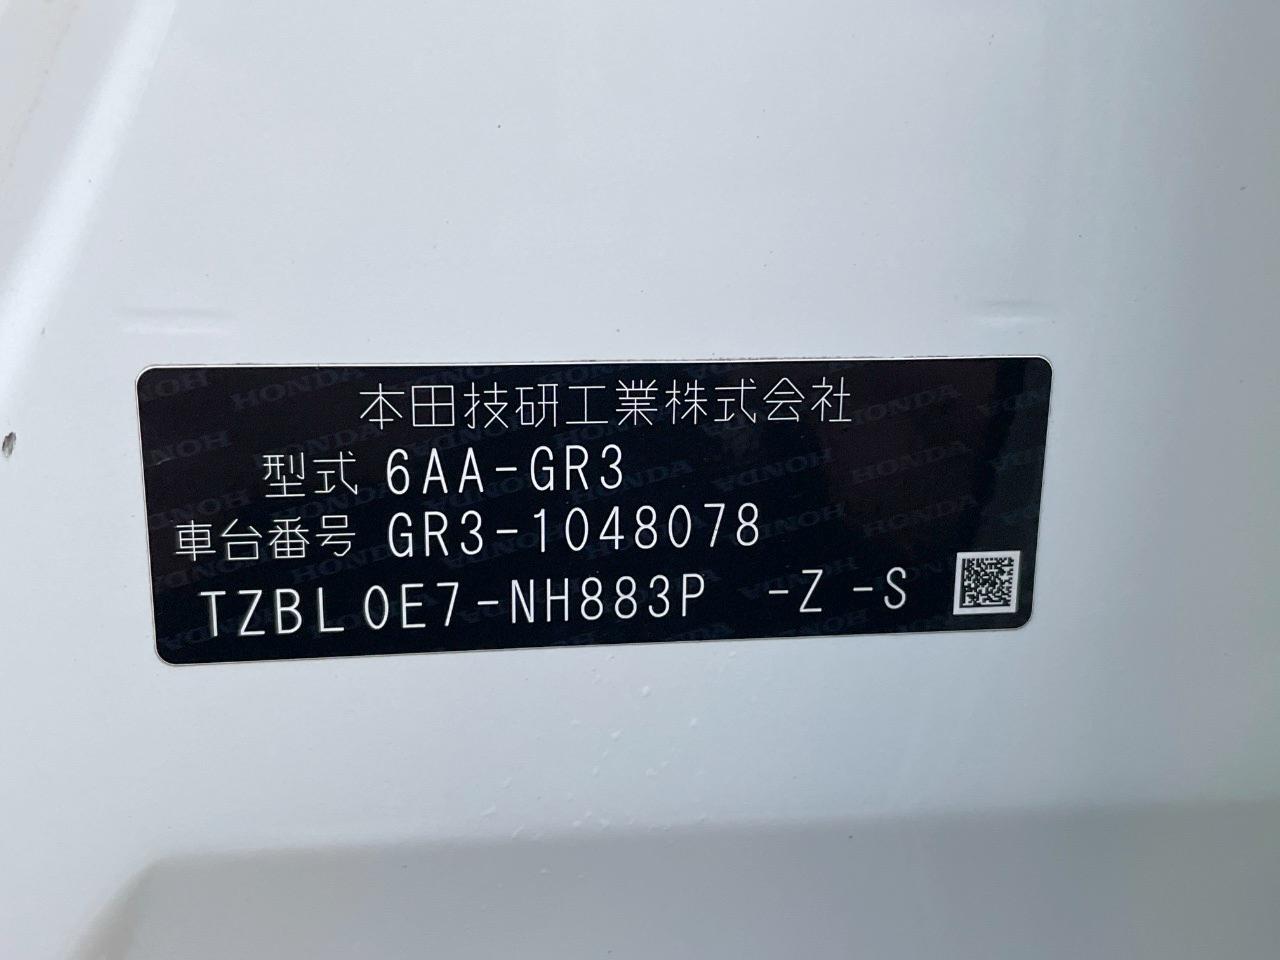 本田技研工業株式会社
型式 6AA-GR3
車台番号 GR3-1048078
TZBL0E7-NH883P -Z -S